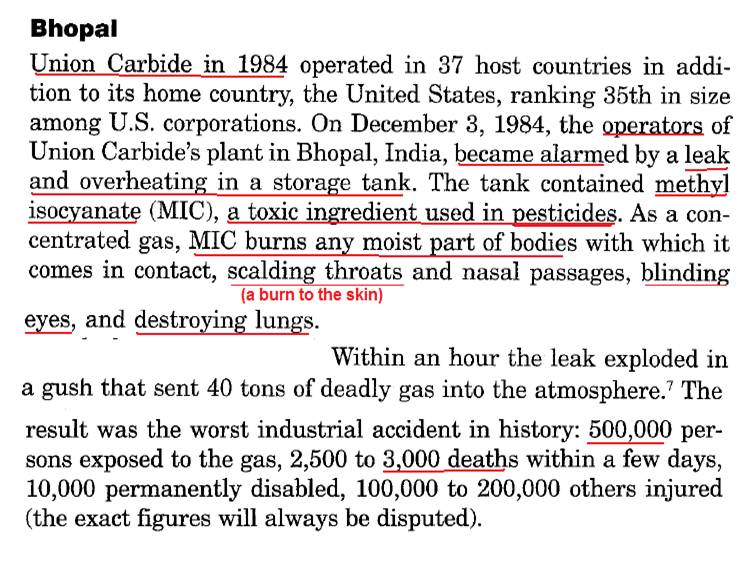 Bhopal
Union Carbide in 1984 operated in 37 host countries in addi-
tion to its home country, the United States, ranking 35th in size
among U.S. corporations. On December 3, 1984, the operators of
Union Carbide's plant in Bhopal, India, became alarmed by a leak
and overheating in a storage tank. The tank contained methyl
isocyanate (MIC), a toxic ingredient used in pesticides. As a con-
centrated gas, MIC burns any moist part of bodies with which it
comes in contact, scalding throats and nasal passages, blinding
(a burn to the skin)
eyes, and destroying lungs.
Within an hour the leak exploded in
a gush that sent 40 tons of deadly gas into the atmosphere.⁷ The
result was the worst industrial accident in history: 500,000 per-
sons exposed to the gas, 2,500 to 3,000 deaths within a few days,
10,000 permanently disabled, 100,000 to 200,000 others injured
(the exact figures will always be disputed).